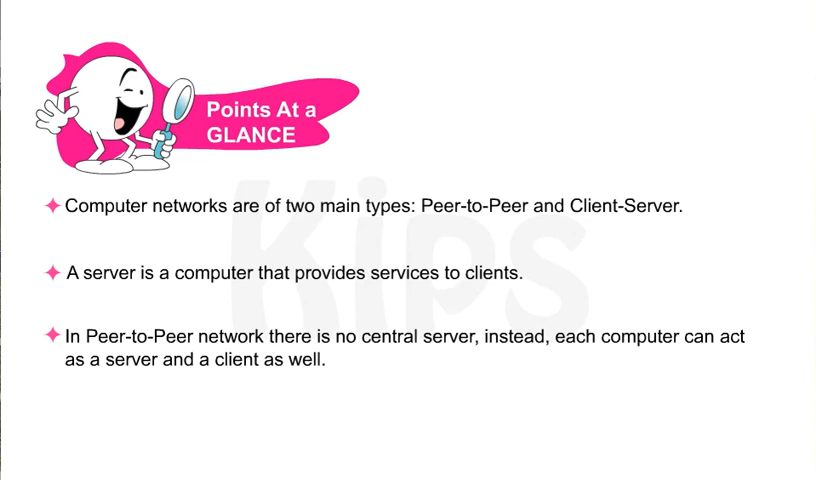 Points At a
GLANCE
Kips
Computer networks are of two main types: Peer-to-Peer and Client-Server.
A server is a computer that provides services to clients.
In Peer-to-Peer network there is no central server, instead, each computer can act
as a server and a client as well.